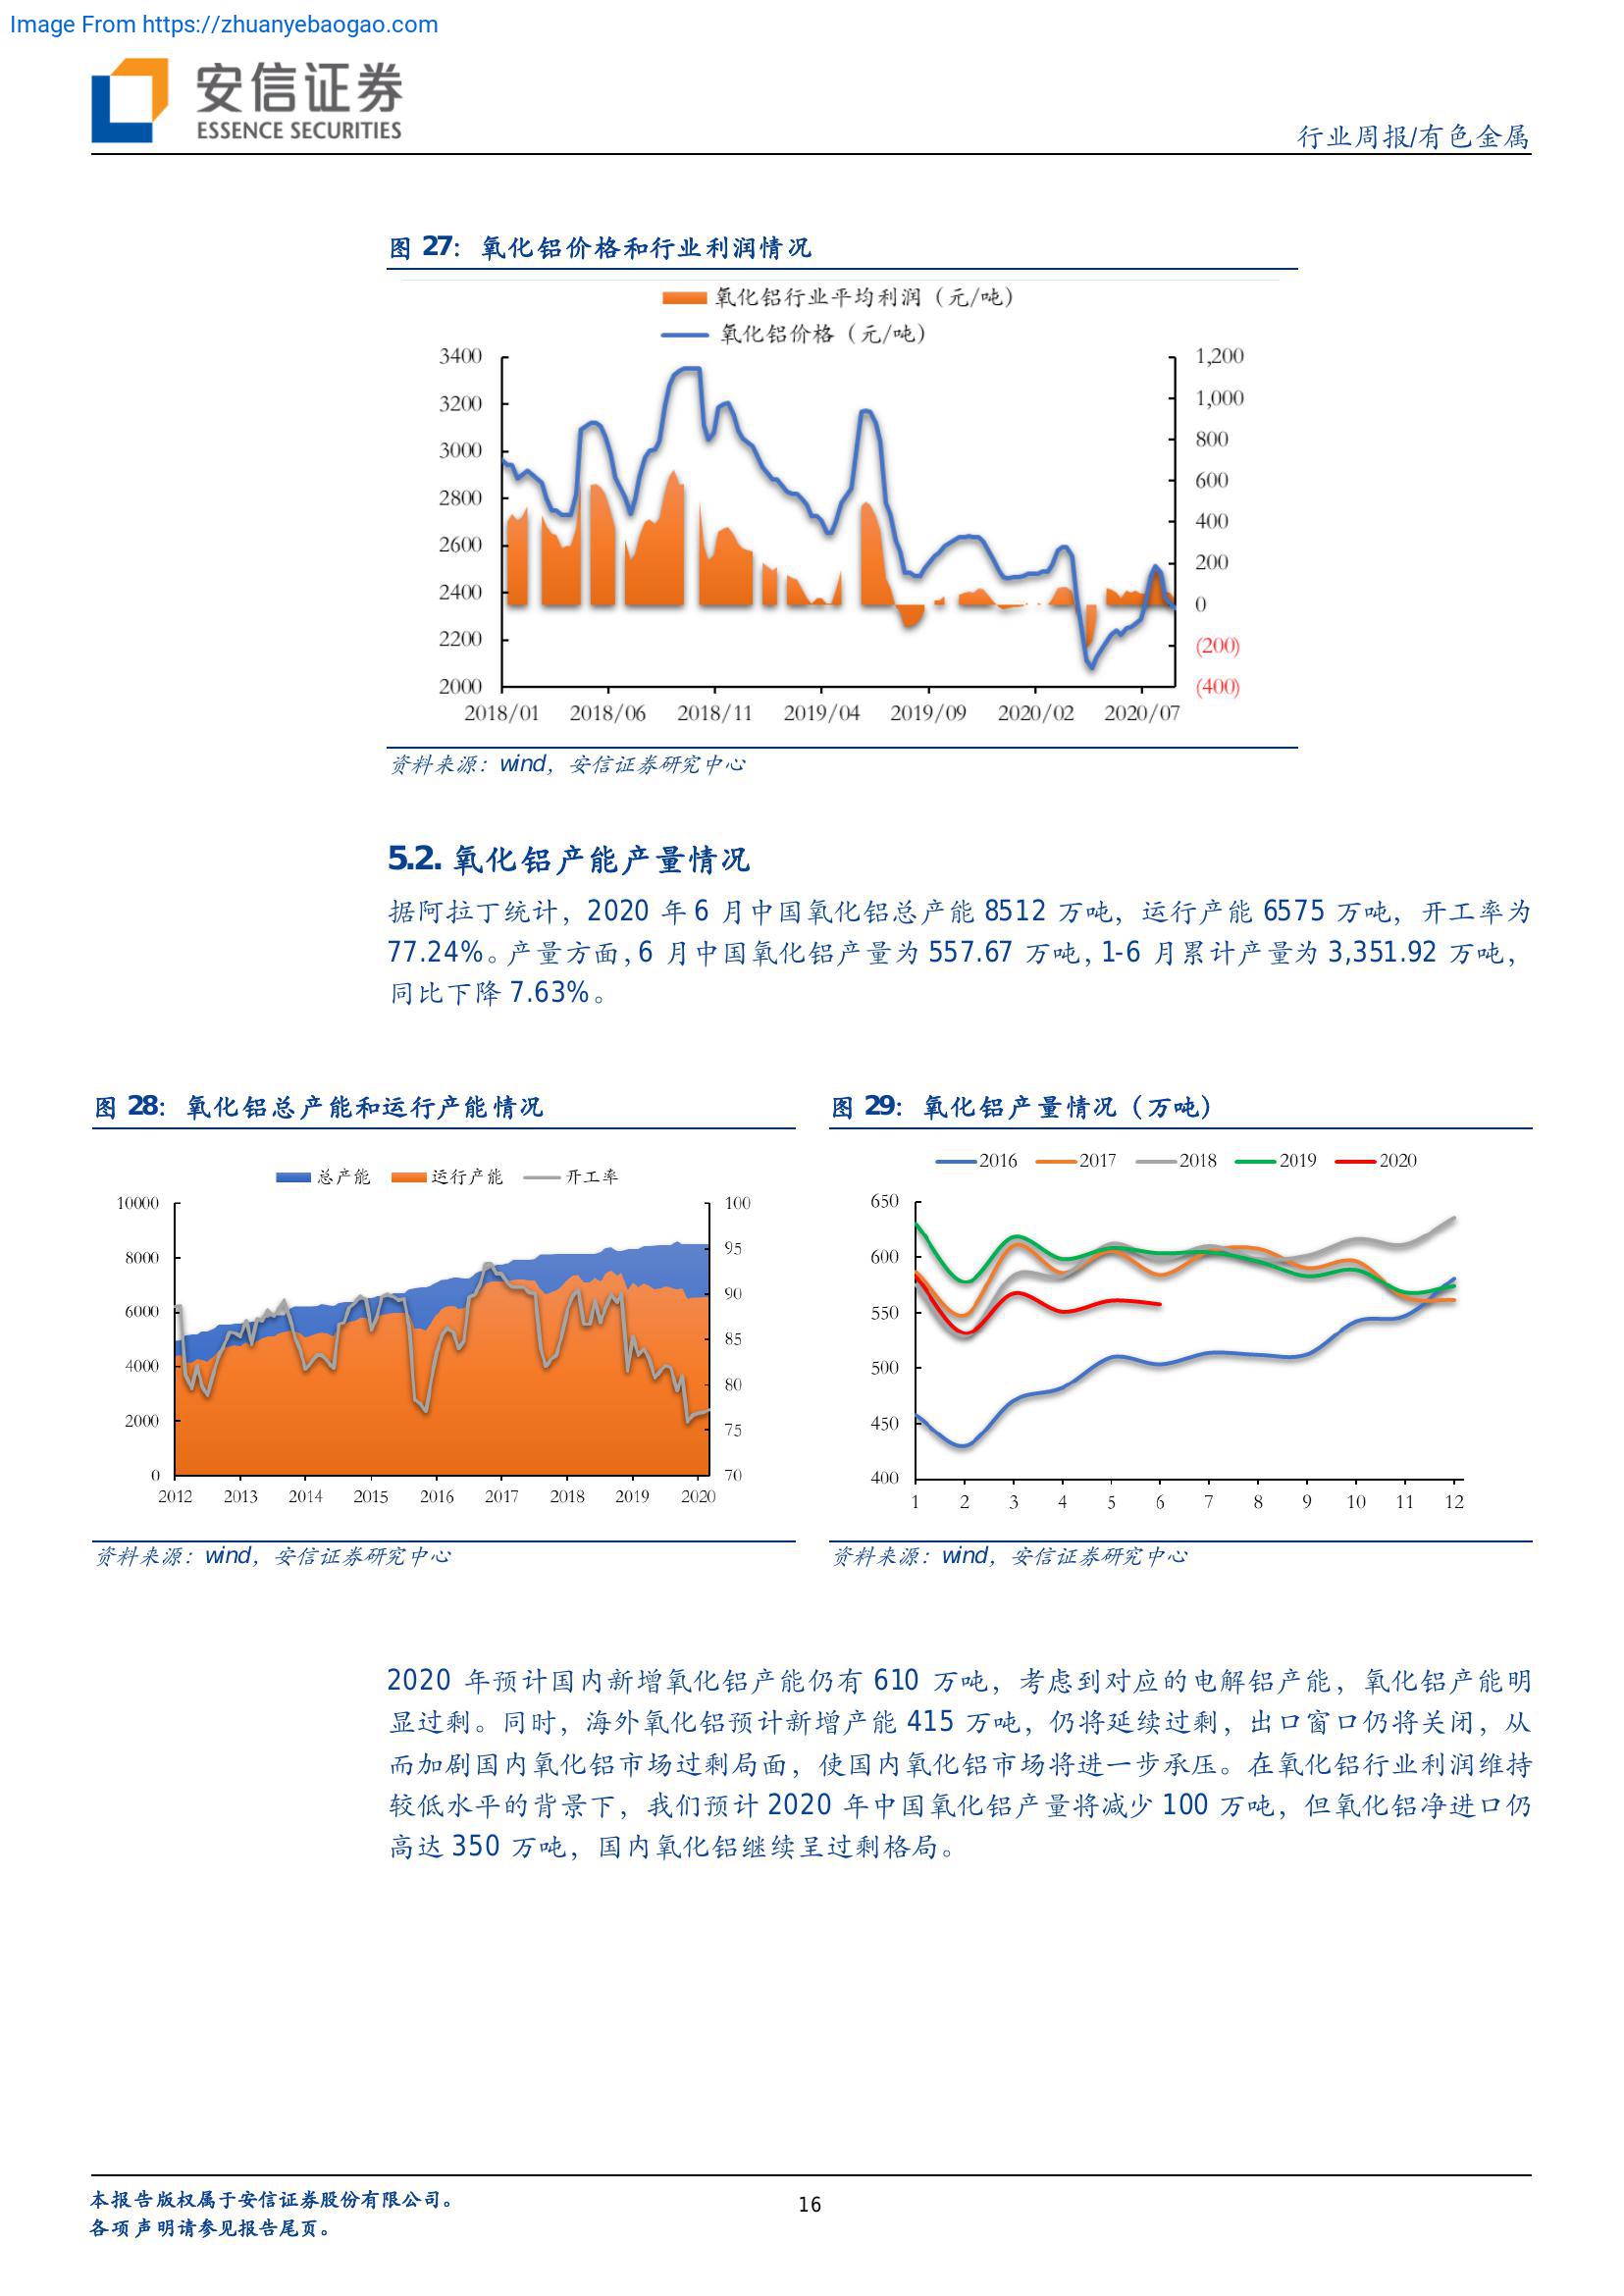 Image From https://zhuanyebaogao.com
安信证券
ESSENCE SECURITIES
行业周报/有色金属
图 27：氧化铝价格和行业利润情况
氧化铝行业平均利润（元/吨）
氧化铝价格（元/吨）
3400
3200
3000
2800
2600
2400
2200
2000
1,200
1,000
800
600
400
200
0
(200)
(400)
2018/01 2018/06 2018/11 2019/04 2019/09 2020/02 2020/07
资料来源：wind，安信证券研究中心
5.2. 氧化铝产能产量情况
据阿拉丁统计，2020 年 6 月中国氧化铝总产能 8512 万吨，运行产能 6575 万吨，开工率为
77.24%。产量方面，6 月中国氧化铝产量为 557.67 万吨，1-6 月累计产量为 3,351.92 万吨，
同比下降 7.63%。
图 28：氧化铝总产能和运行产能情况
总产能 运行产能 开工率
10000
8000
6000
4000
2000
0
100
95
90
85
80
75
70
2012 2013 2014 2015 2016 2017 2018 2019 2020
资料来源：wind，安信证券研究中心
图 29：氧化铝产量情况（万吨）
2016 2017 2018 2019 2020
650
600
550
500
450
400
1 2 3 4 5 6 7 8 9 10 11 12
资料来源：wind，安信证券研究中心
2020 年预计国内新增氧化铝产能仍有 610 万吨，考虑到对应的电解铝产能，氧化铝产能明
显过剩。同时，海外氧化铝预计新增产能 415 万吨，仍将延续过剩，出口窗口仍将关闭，从
而加剧国内氧化铝市场过剩局面，使国内氧化铝市场将进一步承压。在氧化铝行业利润维持
较低水平的背景下，我们预计 2020 年中国氧化铝产量将减少 100 万吨，但氧化铝净进口仍
高达 350 万吨，国内氧化铝继续呈过剩格局。
本报告版权属于安信证券股份有限公司。
各项声明请参见报告尾页。
16